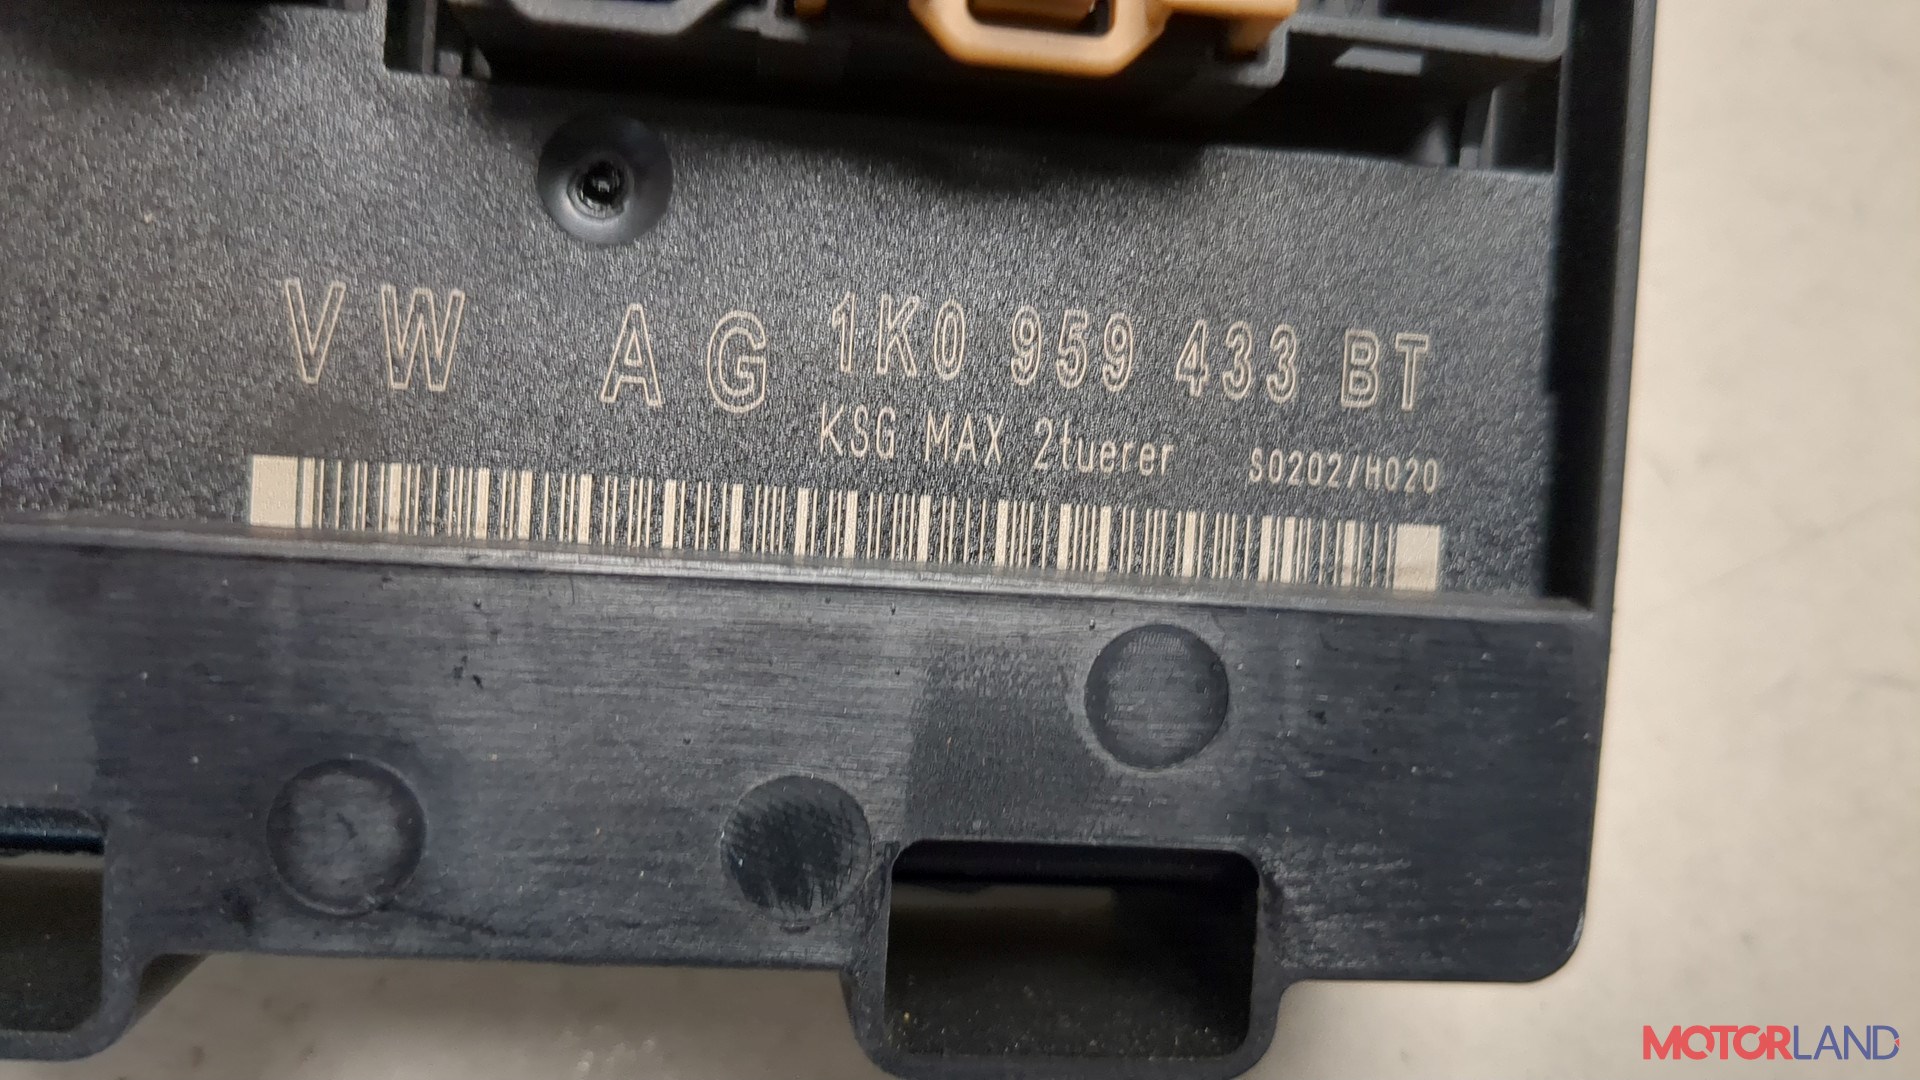 VW AG 1K0 959 433 BT
KSG MAX 2tuerer S0202/H020
MOTORLAND